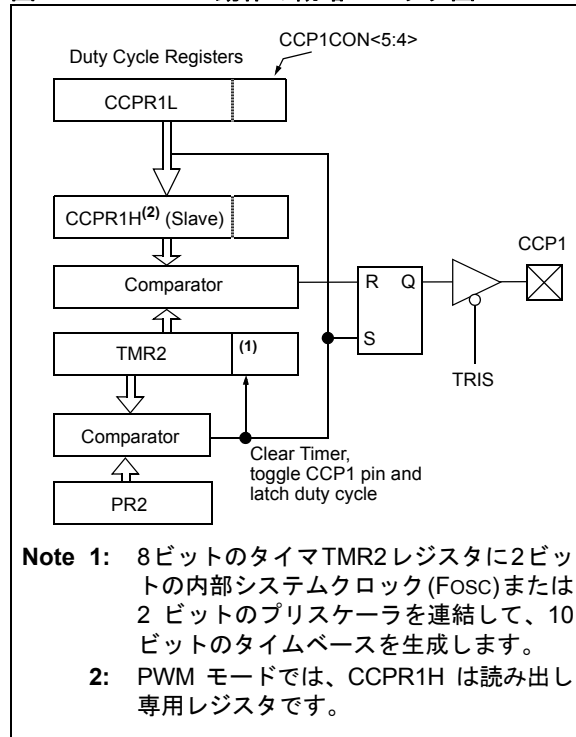 CCP1CON<5:4>
Duty Cycle Registers
CCPR1L
CCPR1H(2) (Slave)
CCP1
Comparator
R Q
S
TMR2
(1)
TRIS
Comparator
Clear Timer,
toggle CCP1 pin and
latch duty cycle
PR2
Note 1: 8ビットのタイマTMR2レジスタに2ビッ
トの内部システムクロック(FOSC)または
2 ビットのプリスケーラを連結して、10
ビットのタイムベースを生成します。
2: PWM モードでは、CCPR1H は読み出し
専用レジスタです。